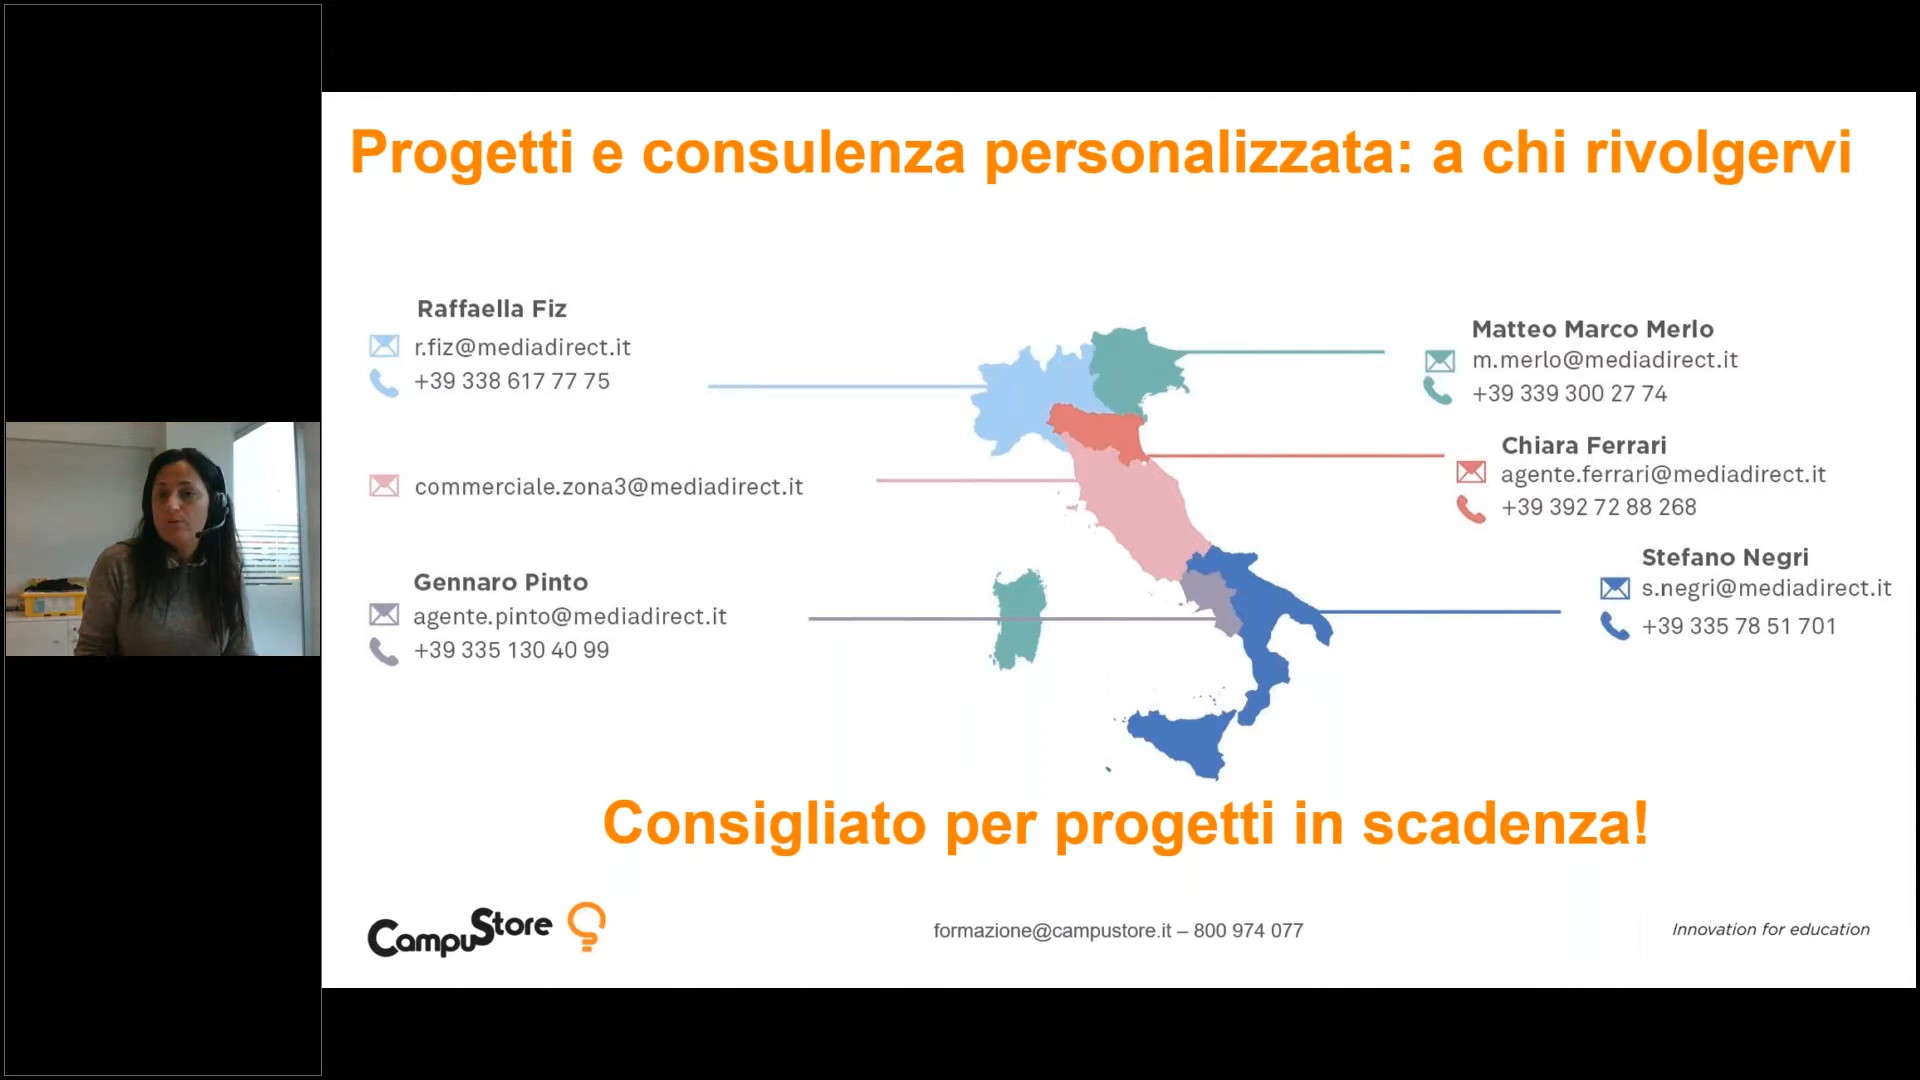 Progetti e consulenza personalizzata: a chi rivolgervi
Raffaella Fiz
r.fiz@mediadirect.it
+39 338 617 77 75
commerciale.zona3@mediadirect.it
Gennaro Pinto
agente.pinto@mediadirect.it
+39 335 130 40 99
Matteo Marco Merlo
m.merlo@mediadirect.it
+39 339 300 27 74
Chiara Ferrari
agente.ferrari@mediadirect.it
+39 392 72 88 268
Stefano Negri
s.negri@mediadirect.it
+39 335 78 51 701
Consigliato per progetti in scadenza!
CampuStore
formazione@campustore.it – 800 974 077
Innovation for education